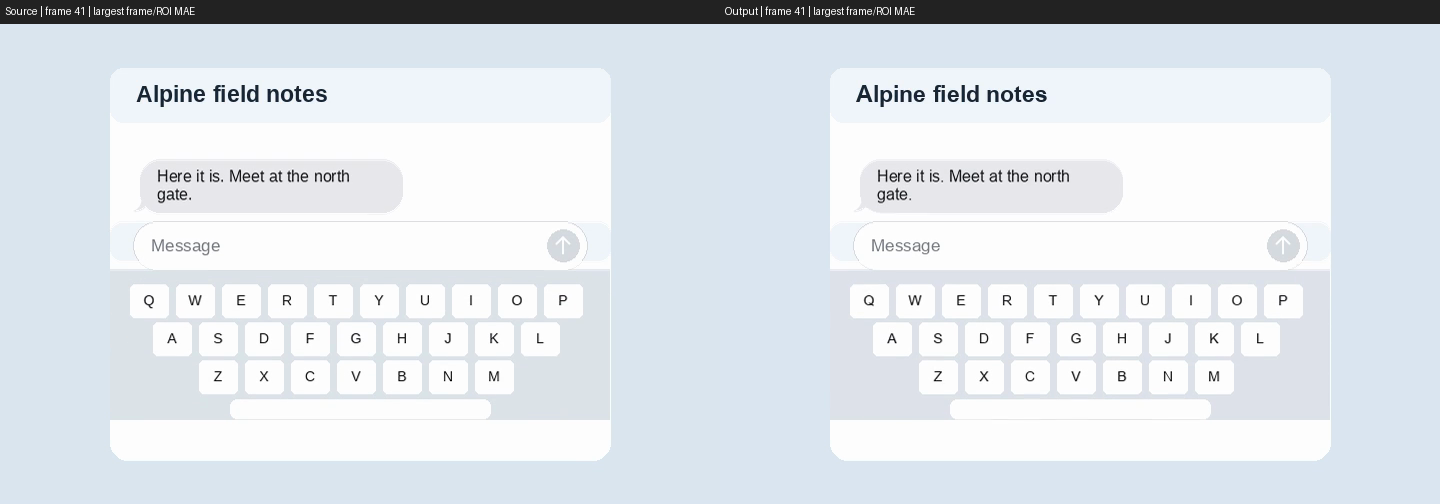 Source | frame 41 | largest frame/ROI MAE
Alpine field notes
Here it is. Meet at the north
gate.
Message
Q W E R T Y U I O P
A S D F G H J K L
Z X C V B N M
Output | frame 41 | largest frame/ROI MAE
Alpine field notes
Here it is. Meet at the north
gate.
Message
Q W E R T Y U I O P
A S D F G H J K L
Z X C V B N M